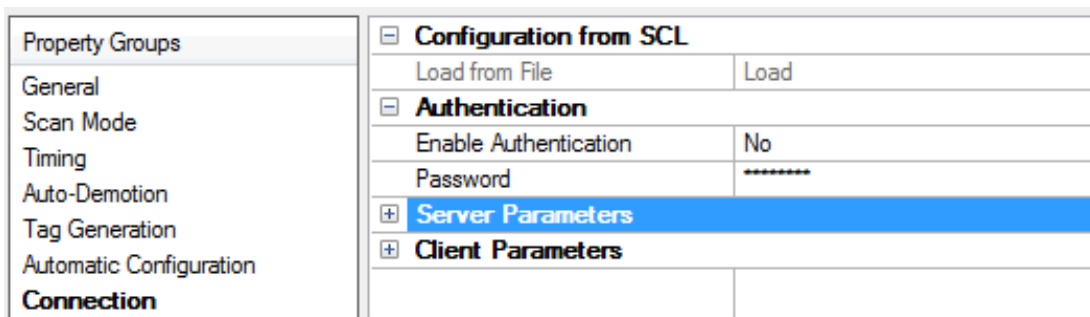 Property Groups
General
Scan Mode
Timing
Auto-Demotion
Tag Generation
Automatic Configuration
Connection
Configuration from SCL
Load from File Load
Authentication
Enable Authentication No
Password ********
Server Parameters
Client Parameters